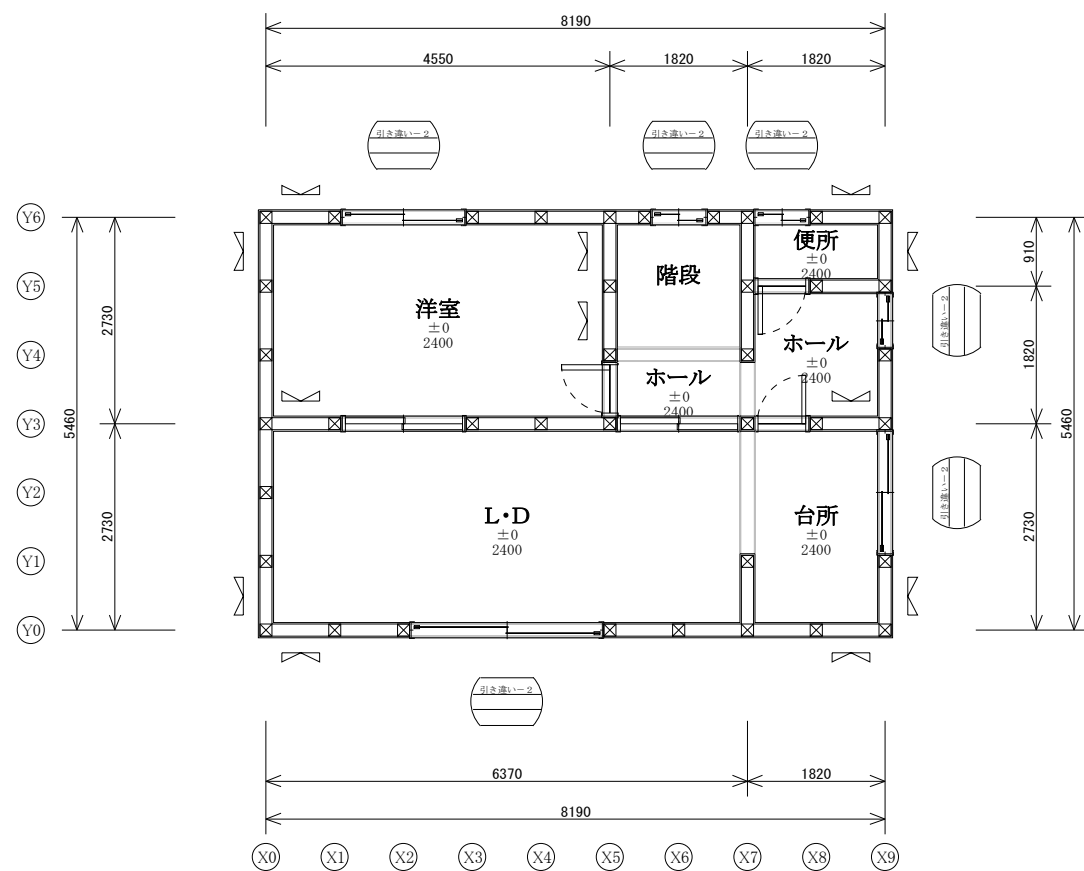 8190
4550
1820
1820
引き違い－２
引き違い－２
引き違い－２
Y6
Y5
Y4
Y3
Y2
Y1
Y0
5460
2730
2730
洋室
±0
2400
階段
便所
±0
2400
ホール
±0
2400
ホール
±0
2400
L・D
±0
2400
台所
±0
2400
引き違い－２
引き違い－２
910
1820
2730
5460
引き違い－２
6370
1820
8190
X0
X1
X2
X3
X4
X5
X6
X7
X8
X9